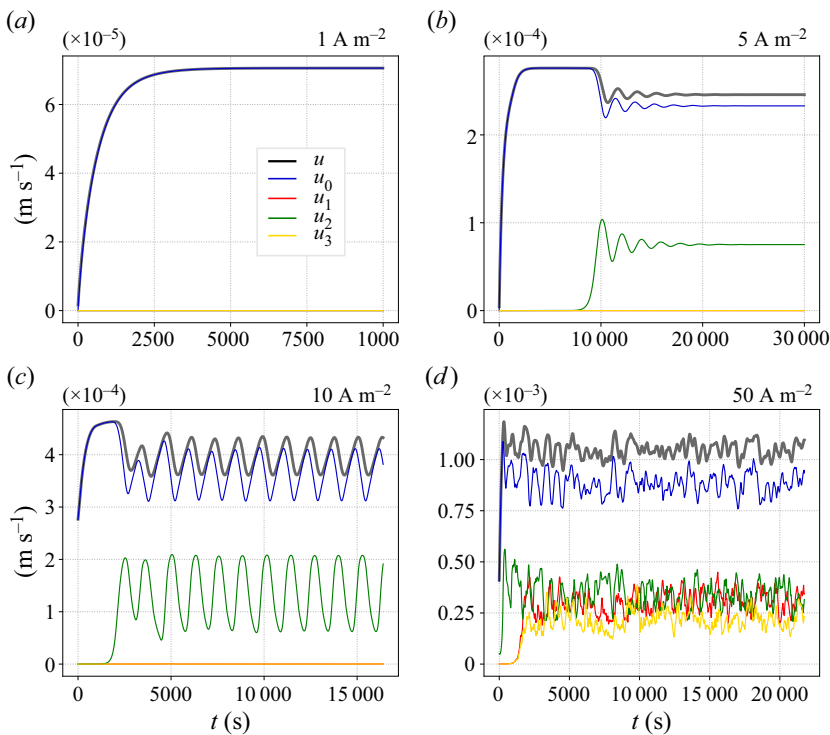 (a)
(×10⁻⁵) 1 A m⁻²
6
4
2
0
(m s⁻¹)
u
u₀
u₁
u₂
u₃
0 2500 5000 7500 1000
(b)
(×10⁻⁴) 5 A m⁻²
2
1
0
0 10 000 20 000 30 000
(c)
(×10⁻⁴) 10 A m⁻²
4
3
2
1
0
(m s⁻¹)
0 5000 10 000 15 000
t (s)
(d)
(×10⁻³) 50 A m⁻²
1.00
0.75
0.50
0.25
0
0 5000 10 000 15 000 20 000
t (s)